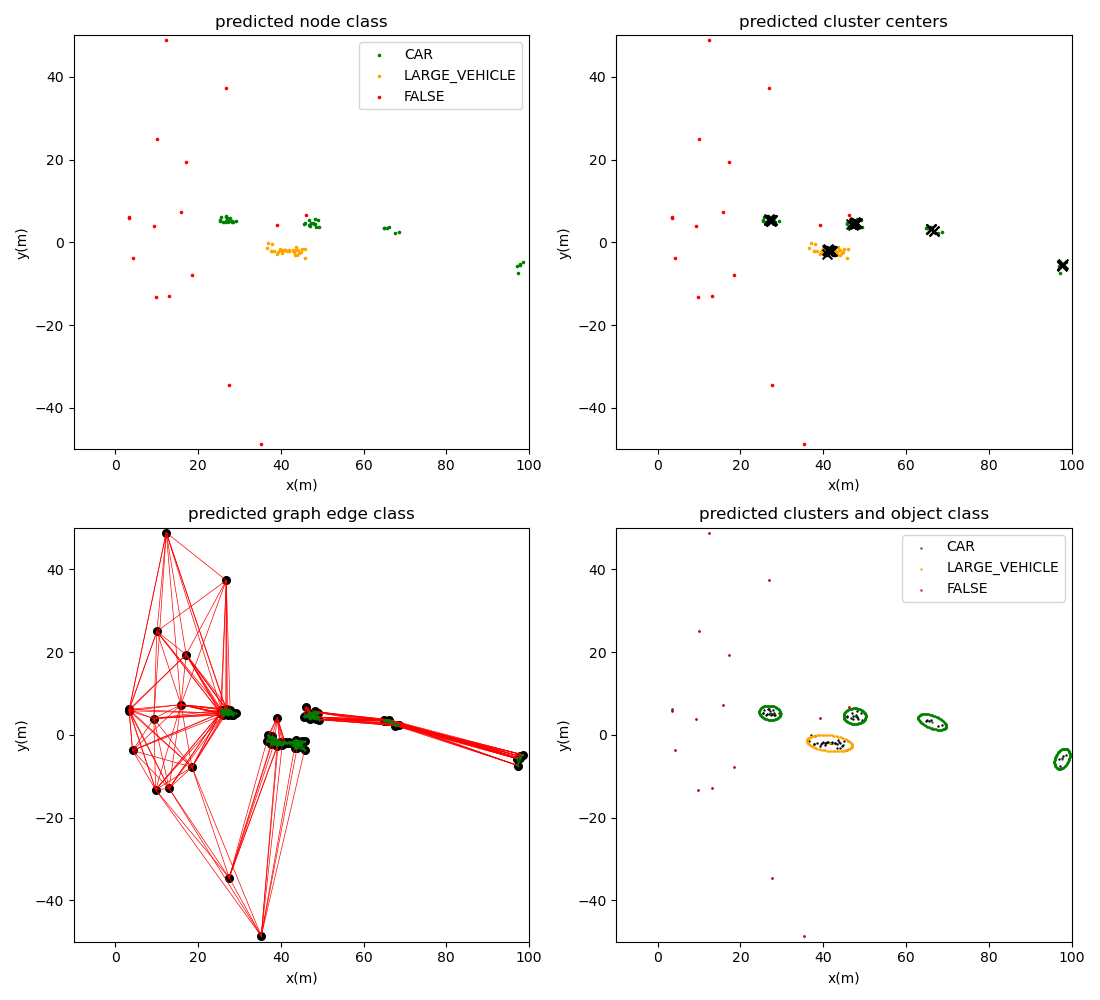 predicted node class
CAR
LARGE_VEHICLE
FALSE
40
20
0
−20
−40
y(m)
0 20 40 60 80 100
x(m)
predicted cluster centers
40
20
0
−20
−40
y(m)
0 20 40 60 80 100
x(m)
predicted graph edge class
40
20
0
−20
−40
y(m)
0 20 40 60 80 100
x(m)
predicted clusters and object class
CAR
LARGE_VEHICLE
FALSE
40
20
0
−20
−40
y(m)
0 20 40 60 80 100
x(m)